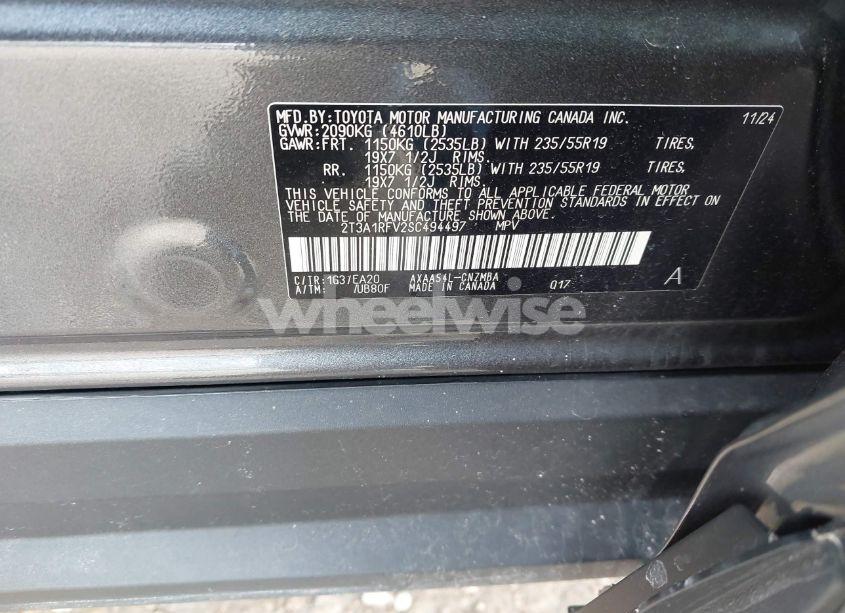 MFD.BY:TOYOTA MOTOR MANUFACTURING CANADA INC. 11/24
GVWR:2090KG (4610LB)
GAWR:FRT. 1150KG (2535LB) WITH 235/55R19 TIRES,
19X7 1/2J RIMS.
RR. 1150KG (2535LB) WITH 235/55R19 TIRES,
19X7 1/2J RIMS.
THIS VEHICLE CONFORMS TO ALL APPLICABLE FEDERAL MOTOR
VEHICLE SAFETY AND THEFT PREVENTION STANDARDS IN EFFECT ON
THE DATE OF MANUFACTURE SHOWN ABOVE.
2T3A1RFV2SC494497 MPV
C/TR:1G3/EA20 AXAA54L-CNZMBA
A/TM: /UB80F MADE IN CANADA Q17 A
wheelwise